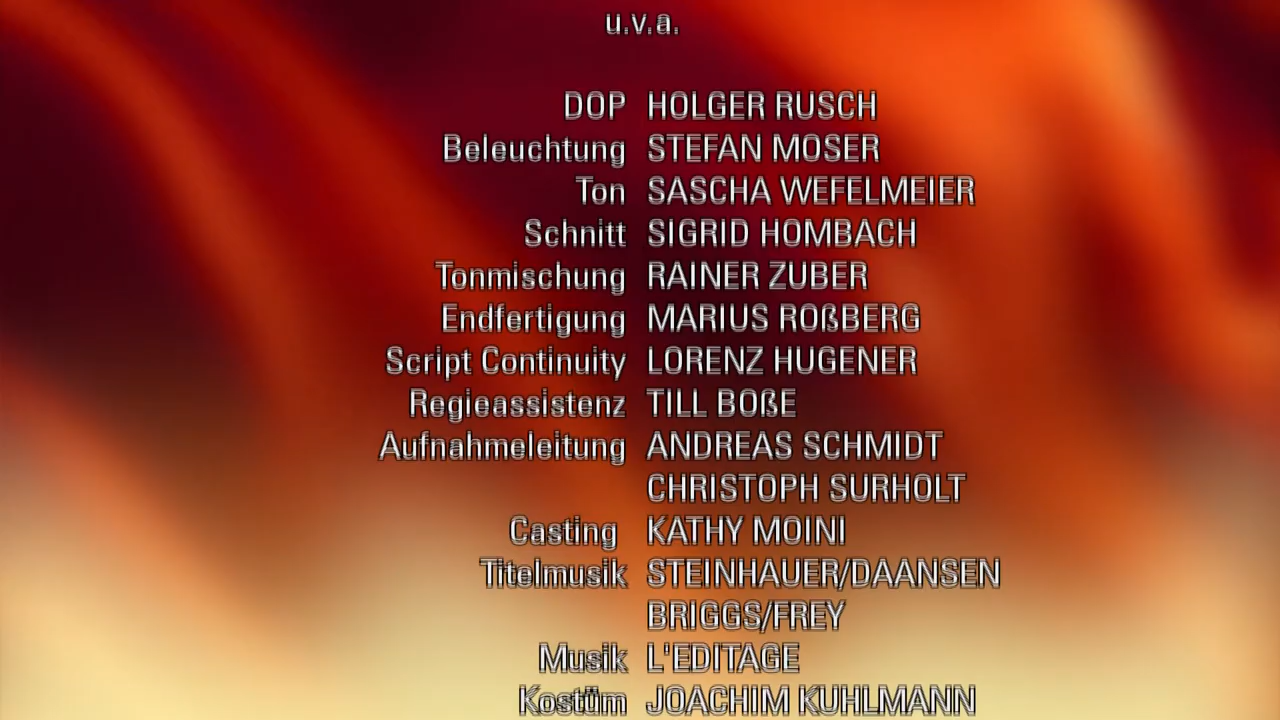 u.v.a.
DOP HOLGER RUSCH
Beleuchtung STEFAN MOSER
Ton SASCHA WEFELMEIER
Schnitt SIGRID HOMBACH
Tonmischung RAINER ZUBER
Endfertigung MARIUS ROßBERG
Script Continuity LORENZ HUGENER
Regieassistenz TILL BOßE
Aufnahmeleitung ANDREAS SCHMIDT
CHRISTOPH SURHOLT
Casting KATHY MOINI
Titelmusik STEINHAUER/DAANSEN
BRIGGS/FREY
Musik L'EDITAGE
Kostüm JOACHIM KUHLMANN